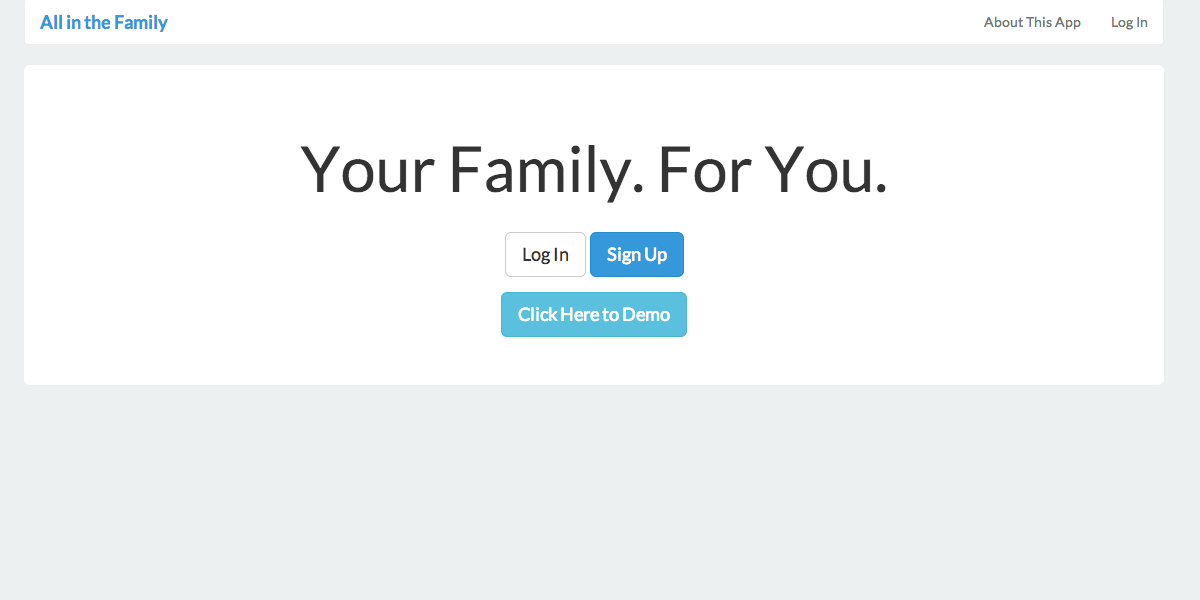 All in the Family About This App Log In
Your Family. For You.
Log In Sign Up
Click Here to Demo